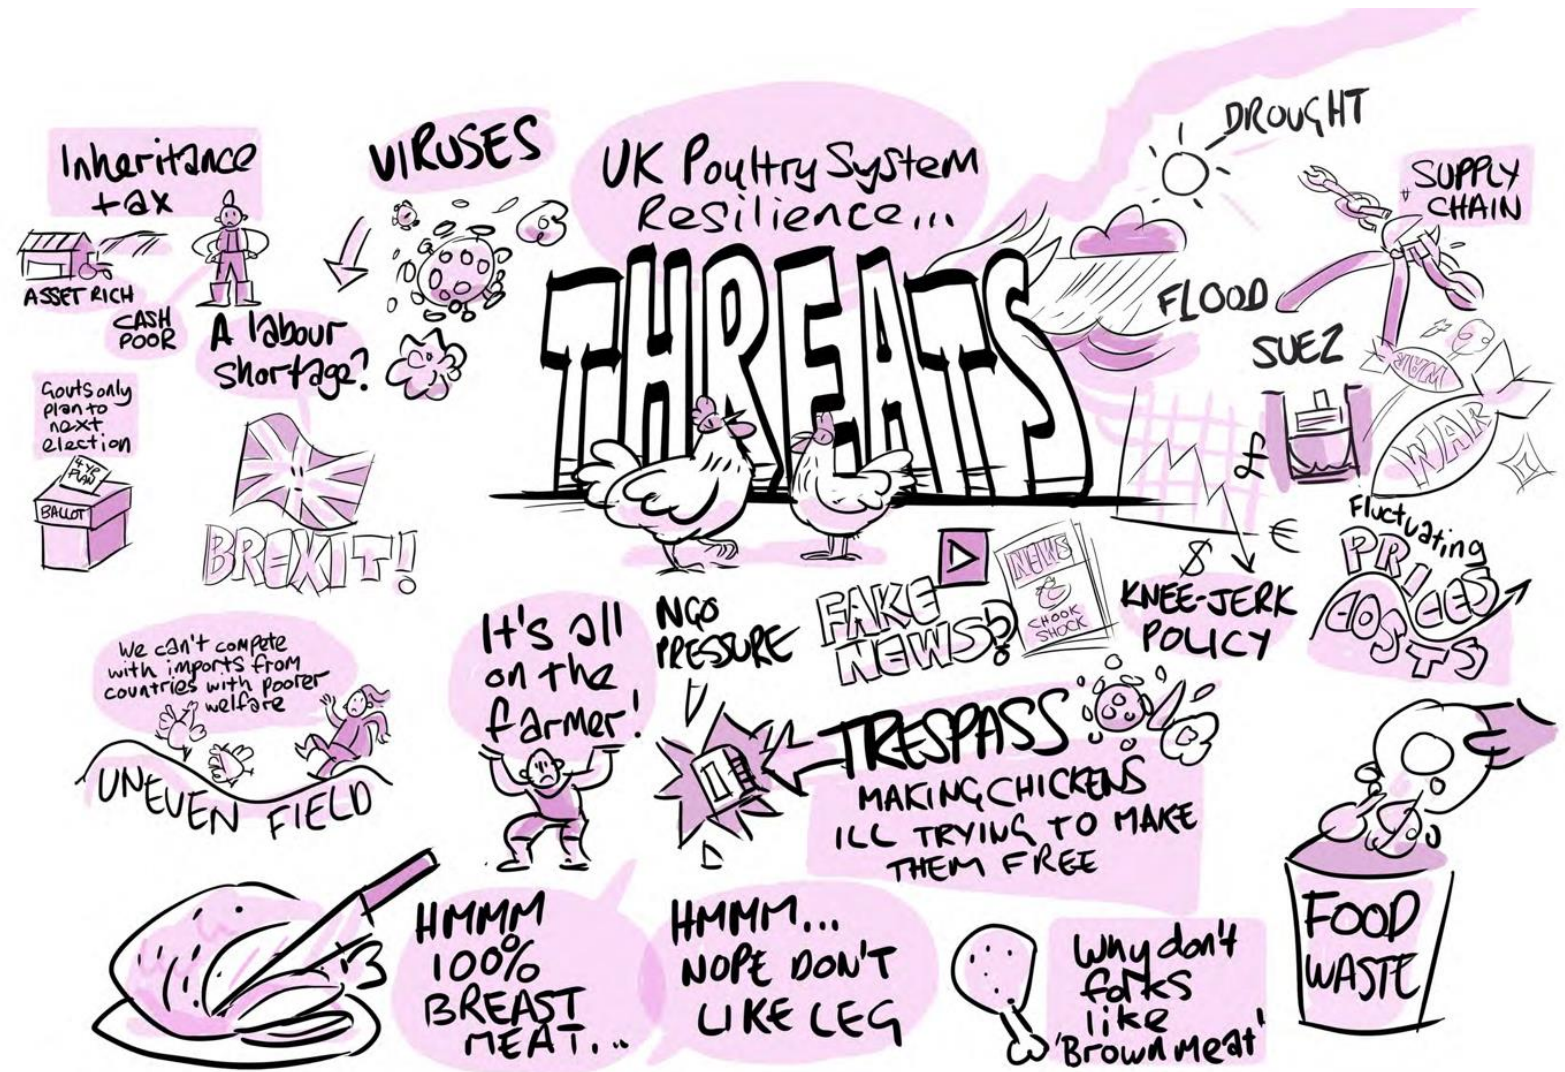 UK Poultry System
Resilience...
THREATS
Inheritance
tax
ASSET RICH
CASH
POOR
VIRUSES
A labour
shortage?
Govts only
plan to
next
election
4 yr
PLAN
BALLOT
BREXIT!
DROUGHT
SUPPLY
CHAIN
FLOOD
SUEZ
WAR
WAR
£
€
$
Fluctuating
PRICES
COSTS
KNEE-JERK
POLICY
We can't compete
with imports from
countries with poorer
welfare
UNEVEN FIELD
It's all
on the
farmer!
NGO
PRESSURE
FAKE
NEWS?
NEWS
CHOOK
SHOCK
TRESPASS
MAKING CHICKENS
ILL TRYING TO MAKE
THEM FREE
HMMM
100%
BREAST
MEAT...
HMMM...
NOPE DON'T
LIKE LEG
Why don't
folks
like
'Brown meat'
FOOD
WASTE